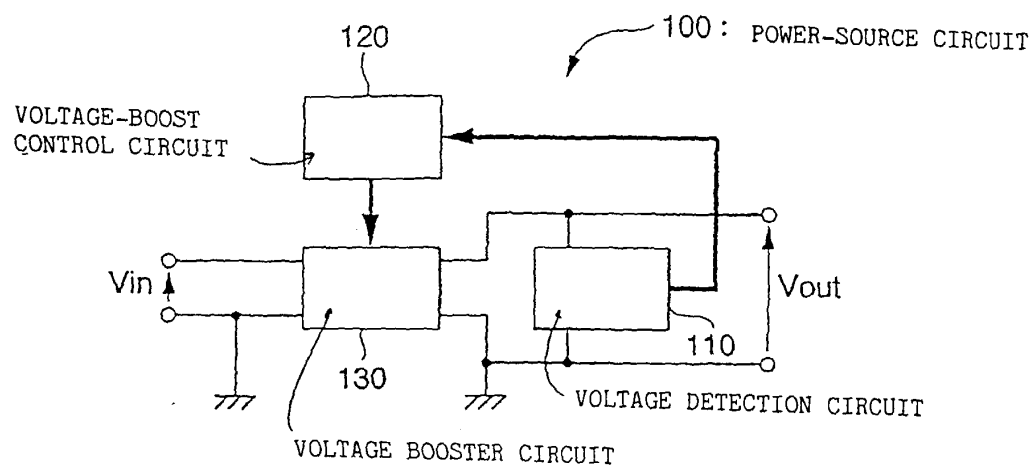 100: POWER-SOURCE CIRCUIT
120
VOLTAGE-BOOST
CONTROL CIRCUIT
Vin
Vout
110
130
VOLTAGE DETECTION CIRCUIT
VOLTAGE BOOSTER CIRCUIT